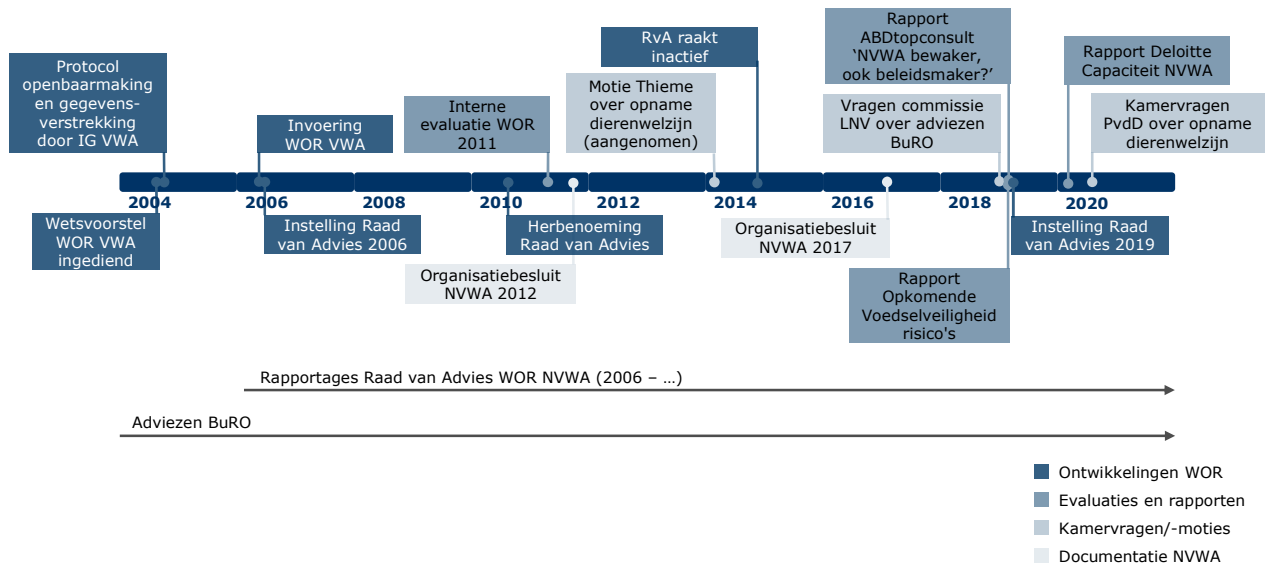 Protocol
openbaarmaking
en gegevens-
verstrekking
door IG VWA
Invoering
WOR VWA
Interne
evaluatie WOR
2011
Motie Thieme
over opname
dierenwelzijn
(aangenomen)
RvA raakt
inactief
Rapport
ABDtopconsult
‘NVWA bewaker,
ook beleidsmaker?’
Vragen commissie
LNV over adviezen
BuRO
Rapport Deloitte
Capaciteit NVWA
Kamervragen
PvdD over opname
dierenwelzijn
2004
2006
2008
2010
2012
2014
2016
2018
2020
Wetsvoorstel
WOR VWA
ingediend
Instelling Raad
van Advies 2006
Organisatiebesluit
NVWA 2012
Herbenoeming
Raad van Advies
Organisatiebesluit
NVWA 2017
Rapport
Opkomende
Voedselveiligheid
risico's
Instelling Raad
van Advies 2019
Rapportages Raad van Advies WOR NVWA (2006 – …)
Adviezen BuRO
Ontwikkelingen WOR
Evaluaties en rapporten
Kamervragen/-moties
Documentatie NVWA